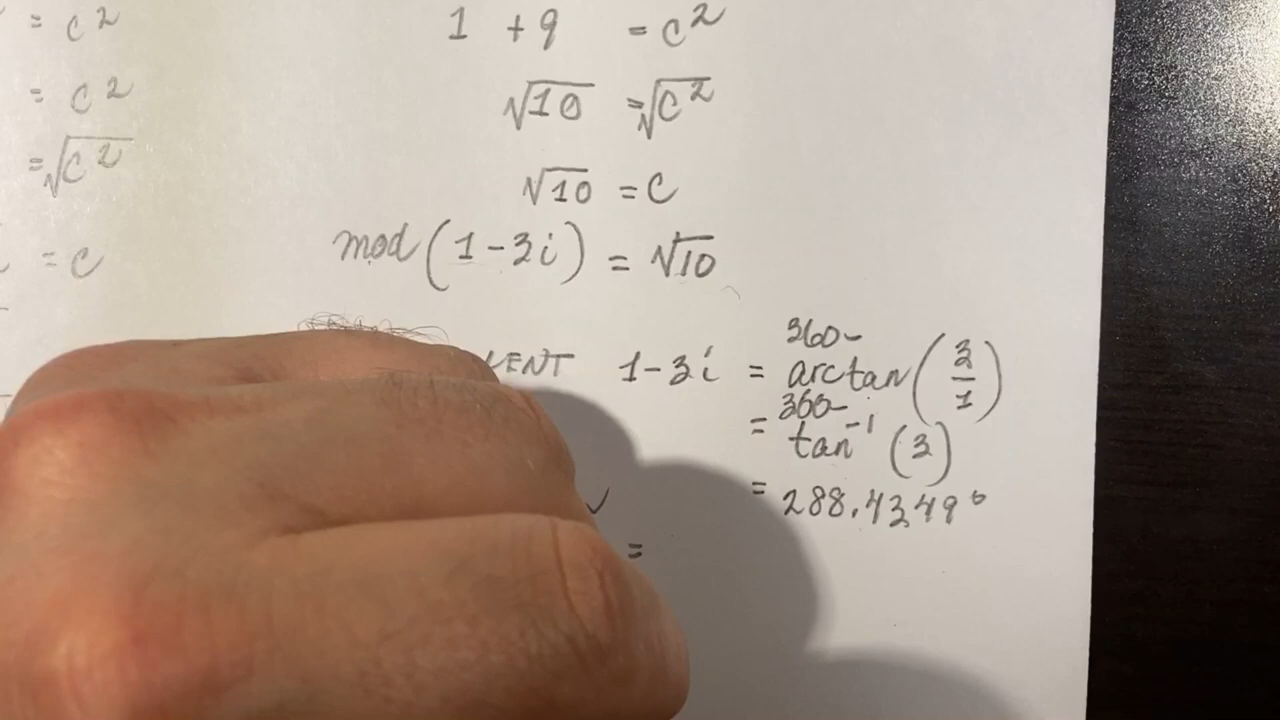 = c²
= c²
= √c²
= c
1 + 9 = c²
√10 = √c²
√10 = c
mod (1-3i) = √10
1-3i = 360- arctan (3/1)
= 360- tan⁻¹ (3)
= 288.4349°
=